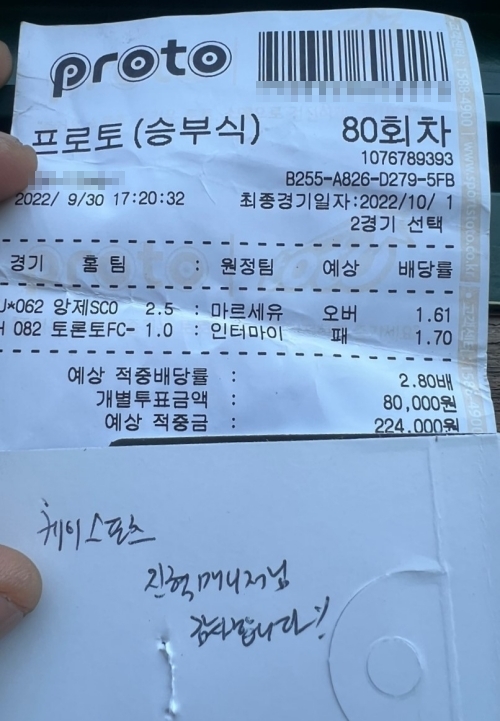 proto
프로토 (승부식) 80회차
1076789393
B255-A826-D279-5FB
2022/ 9/30 17:20:32 최종경기일자:2022/10/ 1
2경기 선택
경기 홈 팀 원정팀 예상 배당률
*062 앙제SCO 2.5 : 마르세유 오버 1.61
082 토론토FC- 1.0 : 인터마이 패 1.70
예상 적중배당률 : 2.80배
개별투표금액 : 80,000원
예상 적중금 : 224,000원
케이스포츠
진혁 매니저님
감사합니다!